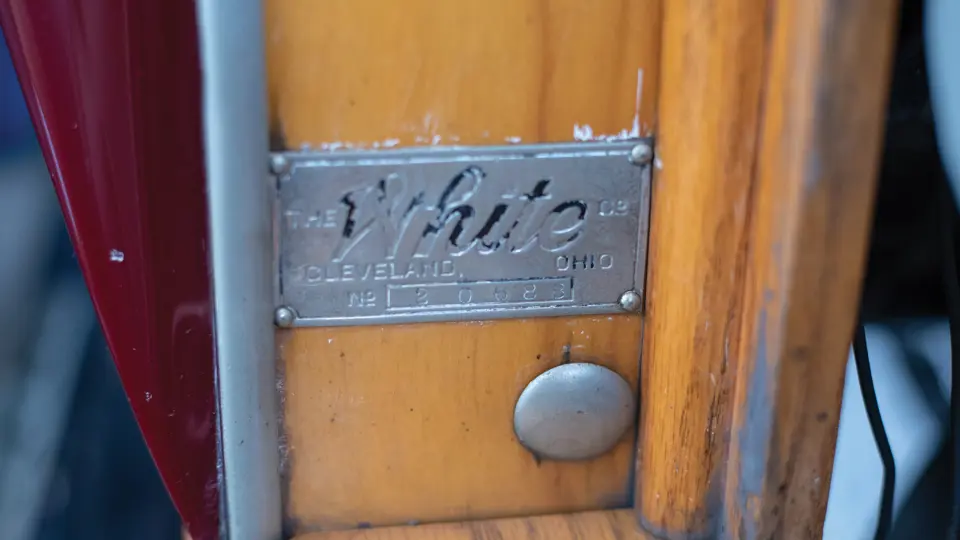 THE White Co
CLEVELAND, OHIO
No